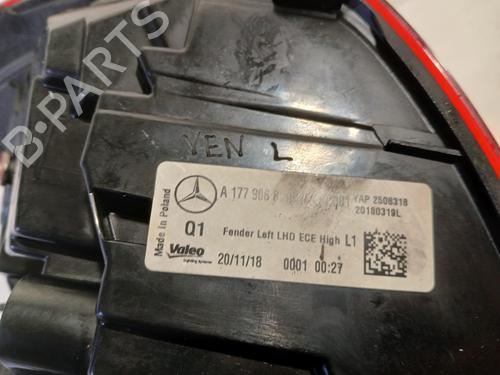 B-PARTS
VEN L
A 177 906 YAP 2506318
20180319L
Made in Poland
Q1 Fender Left LHD ECE High L1
Valeo
20/11/18 0001 00:27